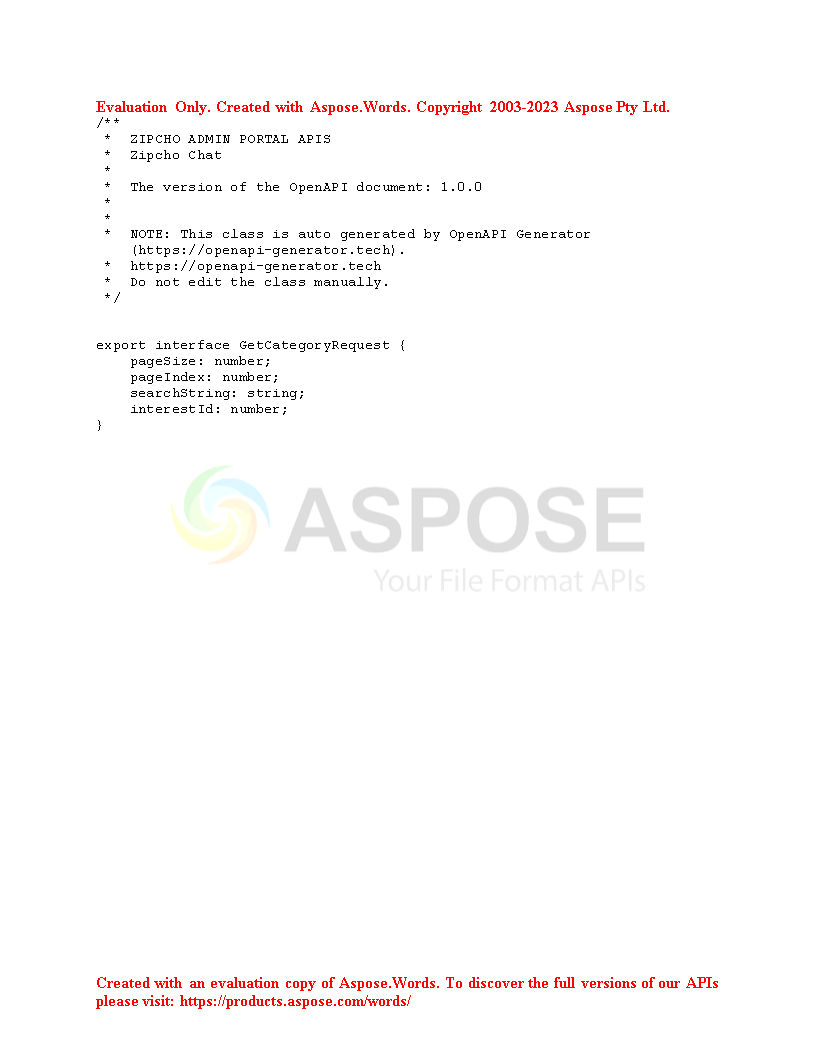 Evaluation Only. Created with Aspose.Words. Copyright 2003-2023 Aspose Pty Ltd.
/**
 * ZIPCHO ADMIN PORTAL APIS
 * Zipcho Chat
 *
 * The version of the OpenAPI document: 1.0.0
 *
 *
 * NOTE: This class is auto generated by OpenAPI Generator
(https://openapi-generator.tech).
 * https://openapi-generator.tech
 * Do not edit the class manually.
 */
export interface GetCategoryRequest {
    pageSize: number;
    pageIndex: number;
    searchString: string;
    interestId: number;
}
ASPOSE
Your File Format APIs
Created with an evaluation copy of Aspose.Words. To discover the full versions of our APIs
please visit: https://products.aspose.com/words/